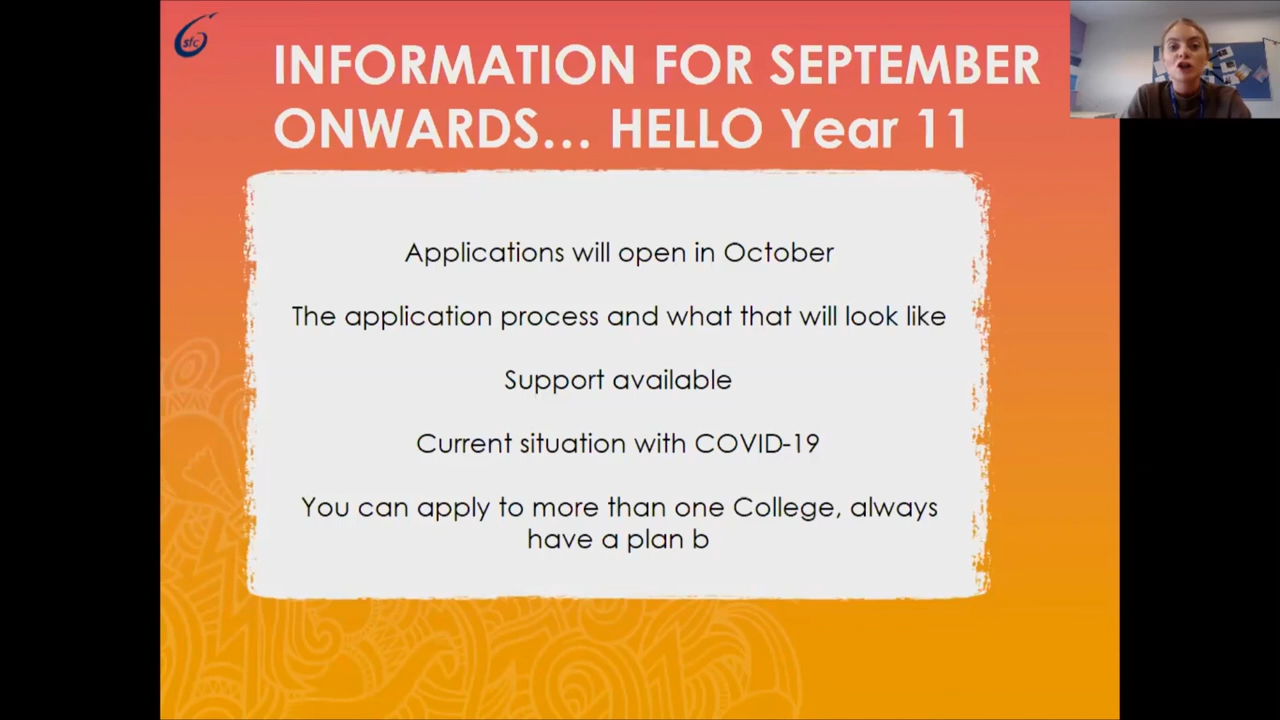 sfc
INFORMATION FOR SEPTEMBER
ONWARDS... HELLO Year 11
Applications will open in October
The application process and what that will look like
Support available
Current situation with COVID-19
You can apply to more than one College, always
have a plan b